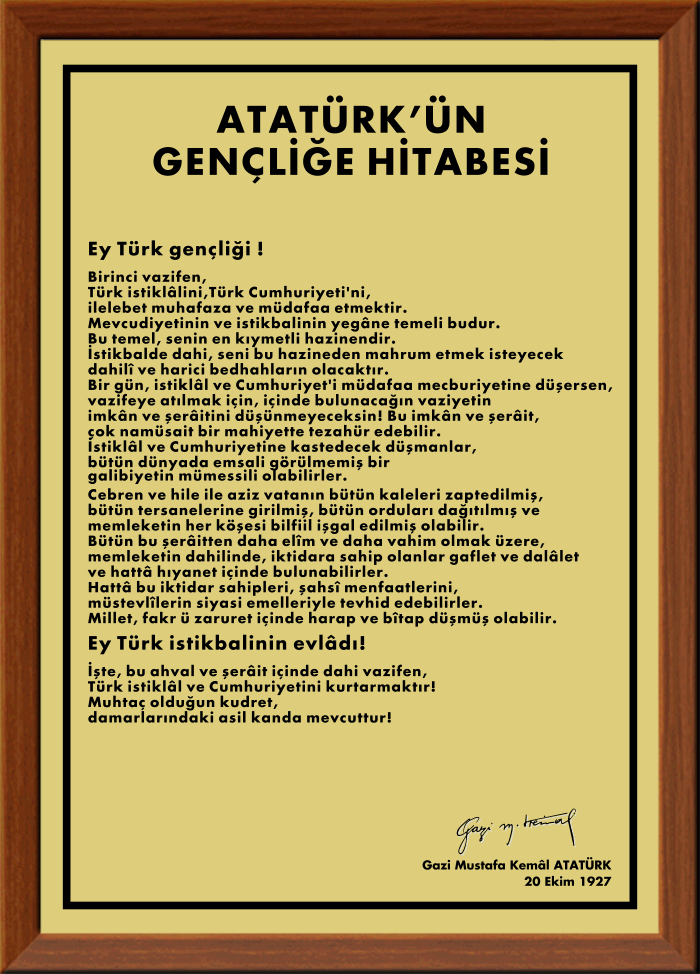 ATATÜRK’ÜN
GENÇLİĞE HİTABESİ
Ey Türk gençliği !
Birinci vazifen,
Türk istiklâlini,Türk Cumhuriyeti'ni,
ilelebet muhafaza ve müdafaa etmektir.
Mevcudiyetinin ve istikbalinin yegâne temeli budur.
Bu temel, senin en kıymetli hazinendir.
İstikbalde dahi, seni bu hazineden mahrum etmek isteyecek
dahilî ve harici bedhahların olacaktır.
Bir gün, istiklâl ve Cumhuriyet'i müdafaa mecburiyetine düşersen,
vazifeye atılmak için, içinde bulunacağın vaziyetin
imkân ve şerâitini düşünmeyeceksin! Bu imkân ve şerâit,
çok namüsait bir mahiyette tezahür edebilir.
İstiklâl ve Cumhuriyetine kastedecek düşmanlar,
bütün dünyada emsali görülmemiş bir
galibiyetin mümessili olabilirler.
Cebren ve hile ile aziz vatanın bütün kaleleri zaptedilmiş,
bütün tersanelerine girilmiş, bütün orduları dağıtılmış ve
memleketin her köşesi bilfiil işgal edilmiş olabilir.
Bütün bu şerâitten daha elîm ve daha vahim olmak üzere,
memleketin dahilinde, iktidara sahip olanlar gaflet ve dalâlet
ve hattâ hıyanet içinde bulunabilirler.
Hattâ bu iktidar sahipleri, şahsî menfaatlerini,
müstevlîlerin siyasi emelleriyle tevhid edebilirler.
Millet, fakr ü zaruret içinde harap ve bîtap düşmüş olabilir.
Ey Türk istikbalinin evlâdı!
İşte, bu ahval ve şerâit içinde dahi vazifen,
Türk istiklâl ve Cumhuriyetini kurtarmaktır!
Muhtaç olduğun kudret,
damarlarındaki asil kanda mevcuttur!
Gazi M. Kemal
Gazi Mustafa Kemâl ATATÜRK
20 Ekim 1927